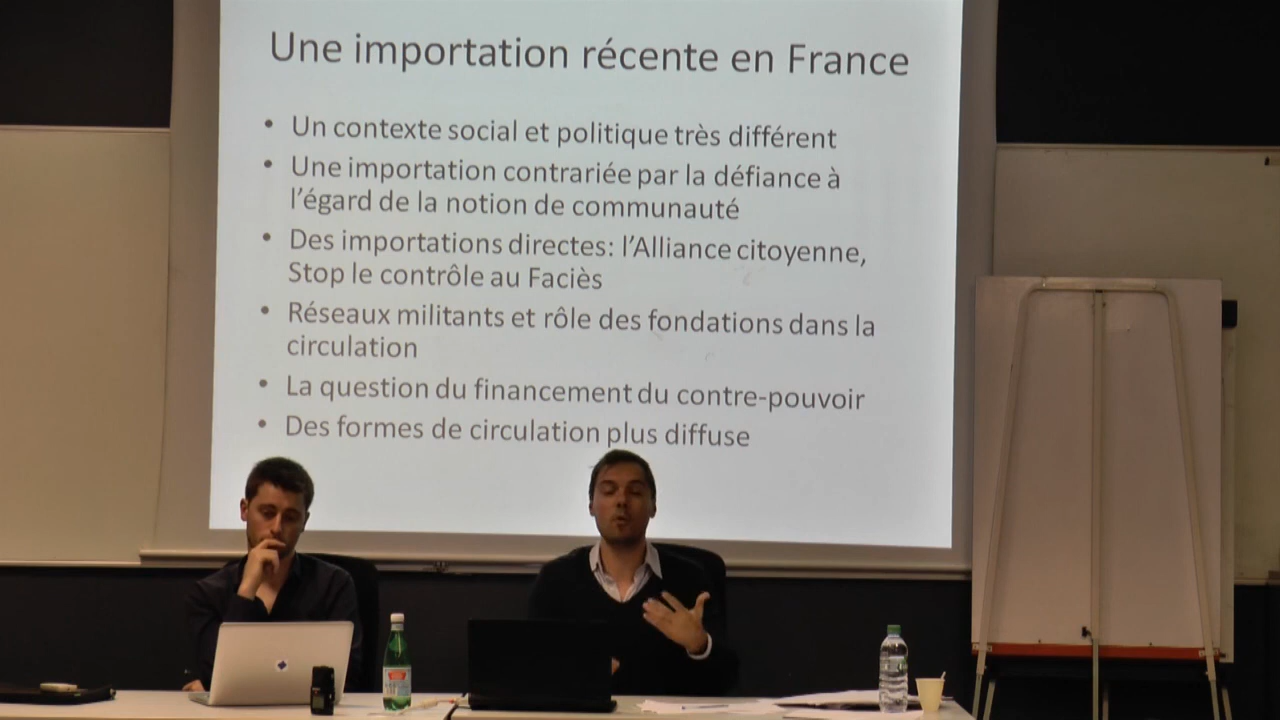 Une importation récente en France
• Un contexte social et politique très différent
• Une importation contrariée par la défiance à
l'égard de la notion de communauté
• Des importations directes: l'Alliance citoyenne,
Stop le contrôle au Faciès
• Réseaux militants et rôle des fondations dans la
circulation
• La question du financement du contre-pouvoir
• Des formes de circulation plus diffuse